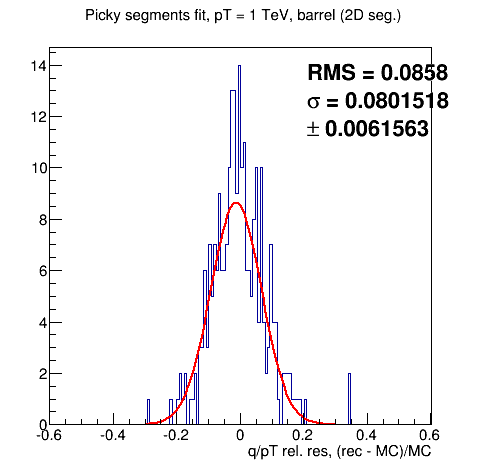 Picky segments fit, pT = 1 TeV, barrel (2D seg.)
RMS = 0.0858
σ = 0.0801518
± 0.0061563
14
12
10
8
6
4
2
0
-0.6 -0.4 -0.2 0 0.2 0.4 0.6
q/pT rel. res, (rec - MC)/MC